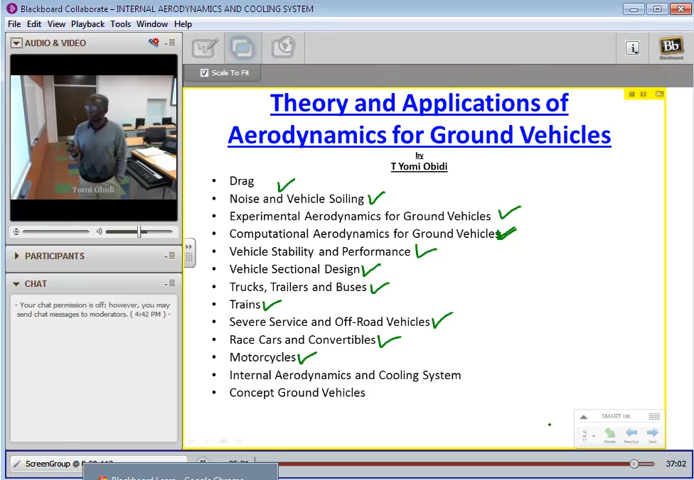 Blackboard Collaborate – INTERNAL AERODYNAMICS AND COOLING SYSTEM
File Edit View Playback Tools Window Help
AUDIO & VIDEO
Yomi Obidi
PARTICIPANTS
CHAT
- Your chat permission is off; however, you may
send chat messages to moderators. ( 4:42 PM ) -
Scale To Fit
Bb
Blackboard
Theory and Applications of
Aerodynamics for Ground Vehicles
by
T Yomi Obidi
• Drag
• Noise and Vehicle Soiling
• Experimental Aerodynamics for Ground Vehicles
• Computational Aerodynamics for Ground Vehicles
• Vehicle Stability and Performance
• Vehicle Sectional Design
• Trucks, Trailers and Buses
• Trains
• Severe Service and Off-Road Vehicles
• Race Cars and Convertibles
• Motorcycles
• Internal Aerodynamics and Cooling System
• Concept Ground Vehicles
Previous
37:02